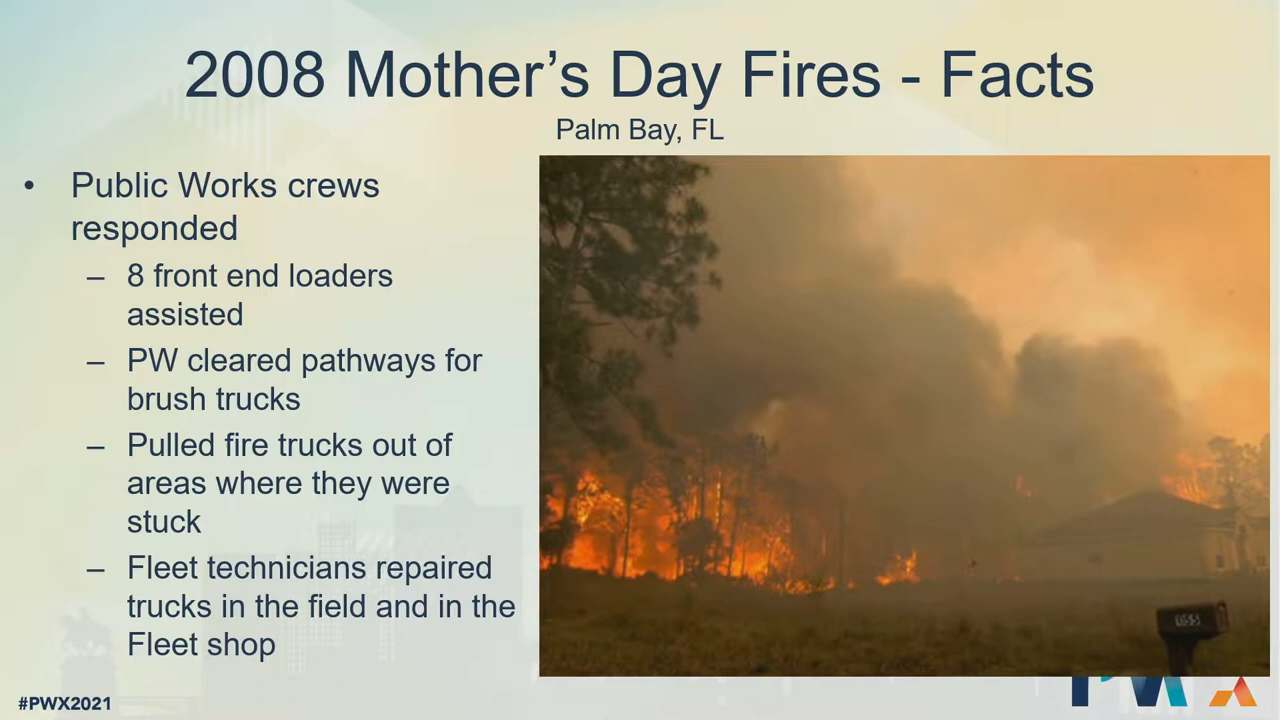 2008 Mother’s Day Fires - Facts
Palm Bay, FL
• Public Works crews
responded
– 8 front end loaders
assisted
– PW cleared pathways for
brush trucks
– Pulled fire trucks out of
areas where they were
stuck
– Fleet technicians repaired
trucks in the field and in the
Fleet shop
#PWX2021
PWX